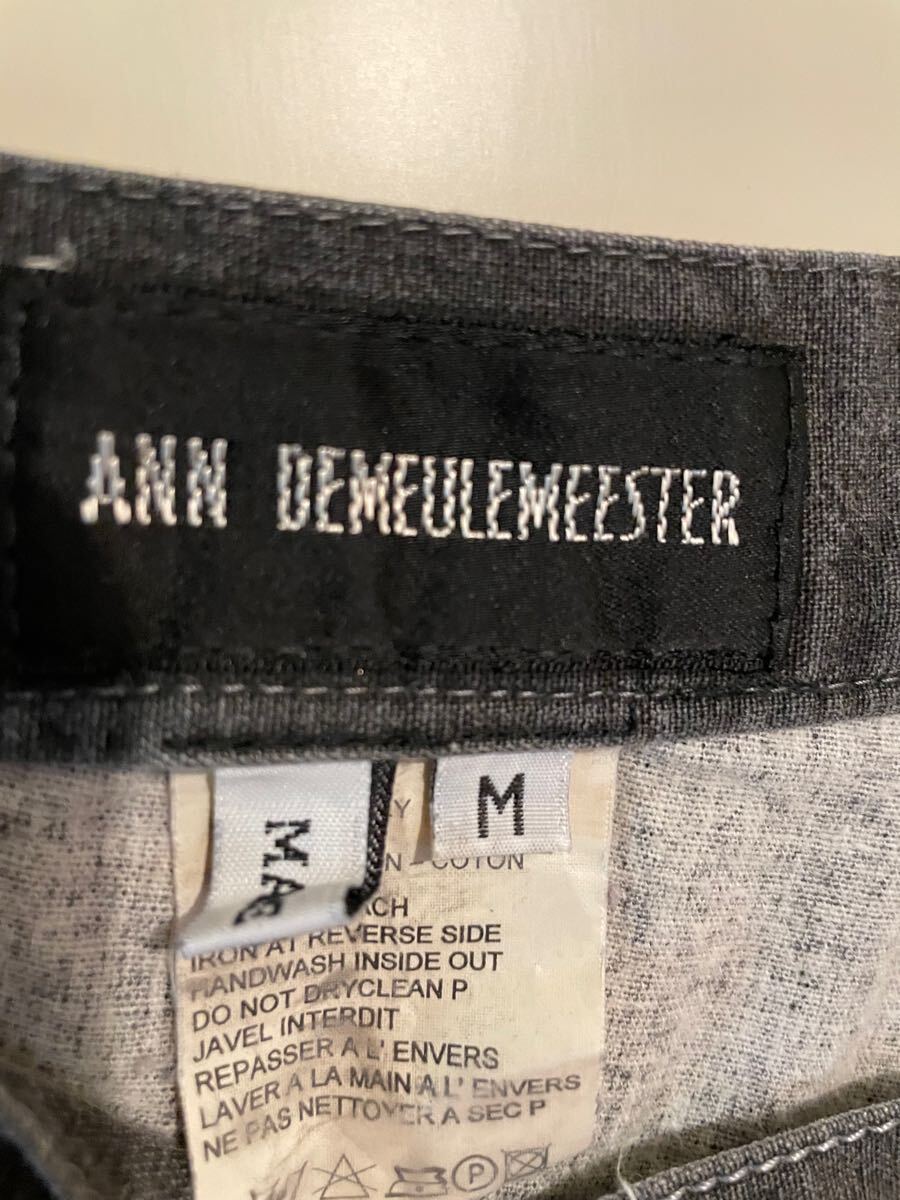 ANN DEMEULEMEESTER
M
COTON
IRON AT REVERSE SIDE
HANDWASH INSIDE OUT
DO NOT DRYCLEAN P
JAVEL INTERDIT
REPASSER A L' ENVERS
LAVER A LA MAIN A L' ENVERS
NE PAS NETTOYER A SEC P
P